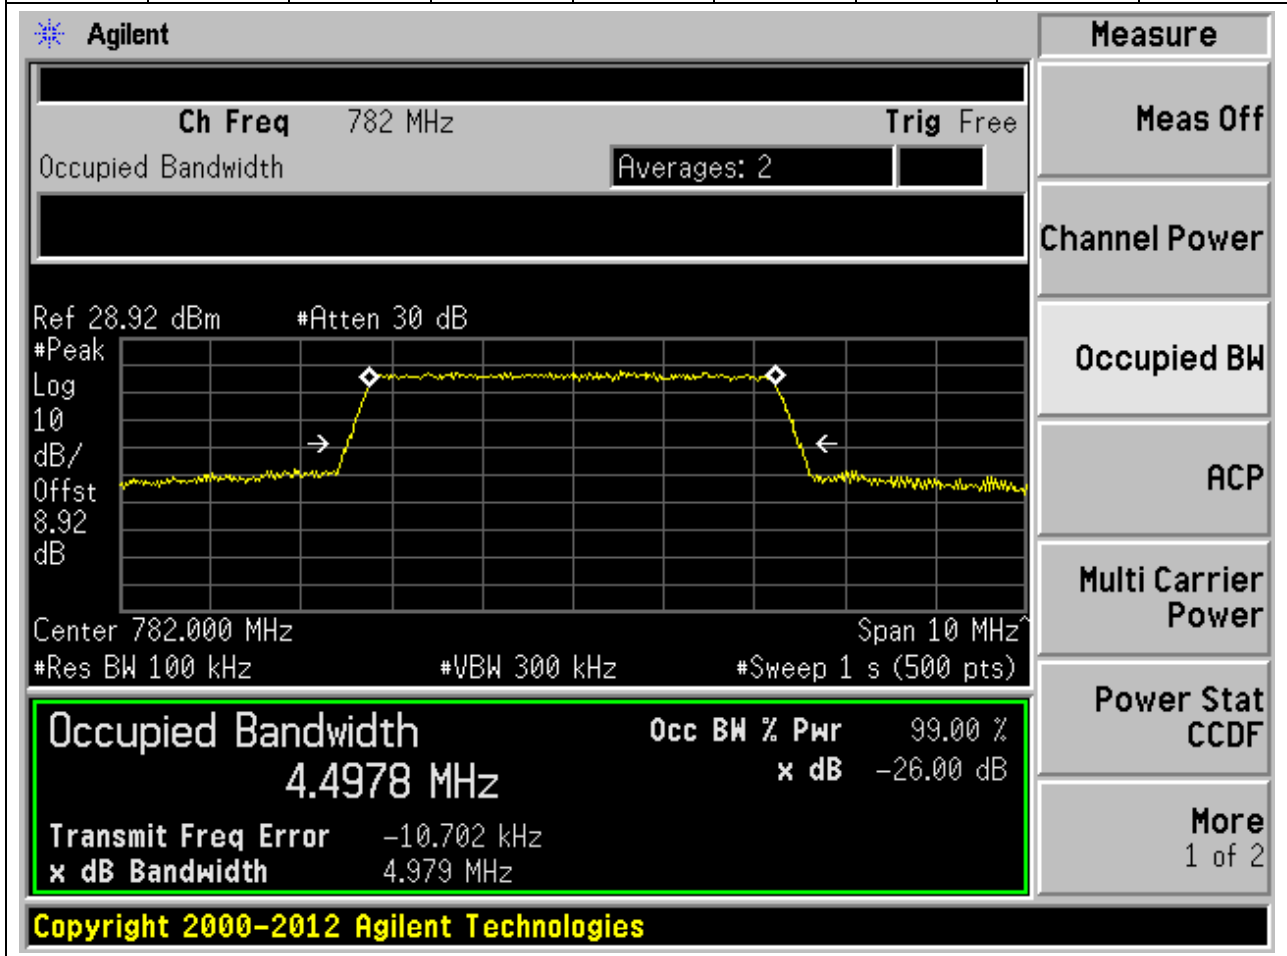 Agilent
Measure
Ch Freq 782 MHz Trig Free
Occupied Bandwidth Averages: 2
Meas Off
Channel Power
Occupied BW
ACP
Multi Carrier
Power
Power Stat
CCDF
More
1 of 2
Ref 28.92 dBm #Atten 30 dB
#Peak
Log
10
dB/
Offst
8.92
dB
Center 782.000 MHz Span 10 MHz^
#Res BW 100 kHz #VBW 300 kHz #Sweep 1 s (500 pts)
Occupied Bandwidth Occ BW % Pwr 99.00 %
4.4978 MHz x dB -26.00 dB
Transmit Freq Error -10.702 kHz
x dB Bandwidth 4.979 MHz
Copyright 2000-2012 Agilent Technologies